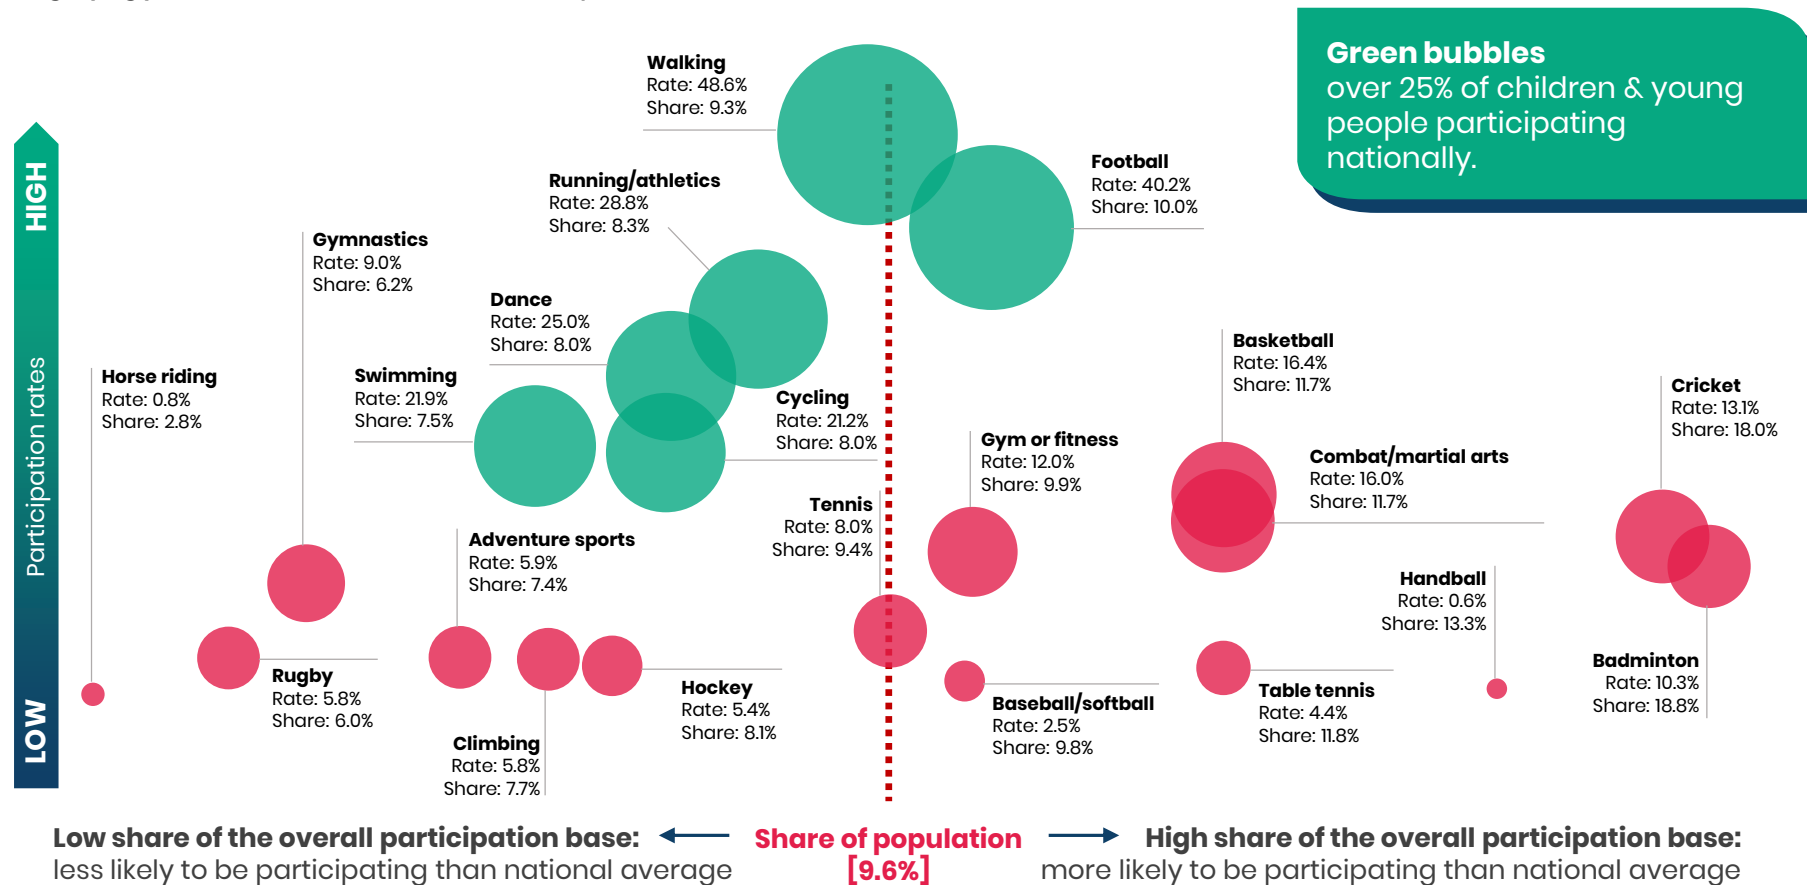 Walking
Rate: 48.6%
Share: 9.3%
Green bubbles
over 25% of children & young
people participating
nationally.
HIGH
Participation rates
LOW
Football
Rate: 40.2%
Share: 10.0%
Running/athletics
Rate: 28.8%
Share: 8.3%
Gymnastics
Rate: 9.0%
Share: 6.2%
Dance
Rate: 25.0%
Share: 8.0%
Horse riding
Rate: 0.8%
Share: 2.8%
Swimming
Rate: 21.9%
Share: 7.5%
Cycling
Rate: 21.2%
Share: 8.0%
Basketball
Rate: 16.4%
Share: 11.7%
Cricket
Rate: 13.1%
Share: 18.0%
Gym or fitness
Rate: 12.0%
Share: 9.9%
Combat/martial arts
Rate: 16.0%
Share: 11.7%
Tennis
Rate: 8.0%
Share: 9.4%
Adventure sports
Rate: 5.9%
Share: 7.4%
Handball
Rate: 0.6%
Share: 13.3%
Rugby
Rate: 5.8%
Share: 6.0%
Hockey
Rate: 5.4%
Share: 8.1%
Climbing
Rate: 5.8%
Share: 7.7%
Baseball/softball
Rate: 2.5%
Share: 9.8%
Table tennis
Rate: 4.4%
Share: 11.8%
Badminton
Rate: 10.3%
Share: 18.8%
Low share of the overall participation base:
less likely to be participating than national average
Share of population
[9.6%]
High share of the overall participation base:
more likely to be participating than national average